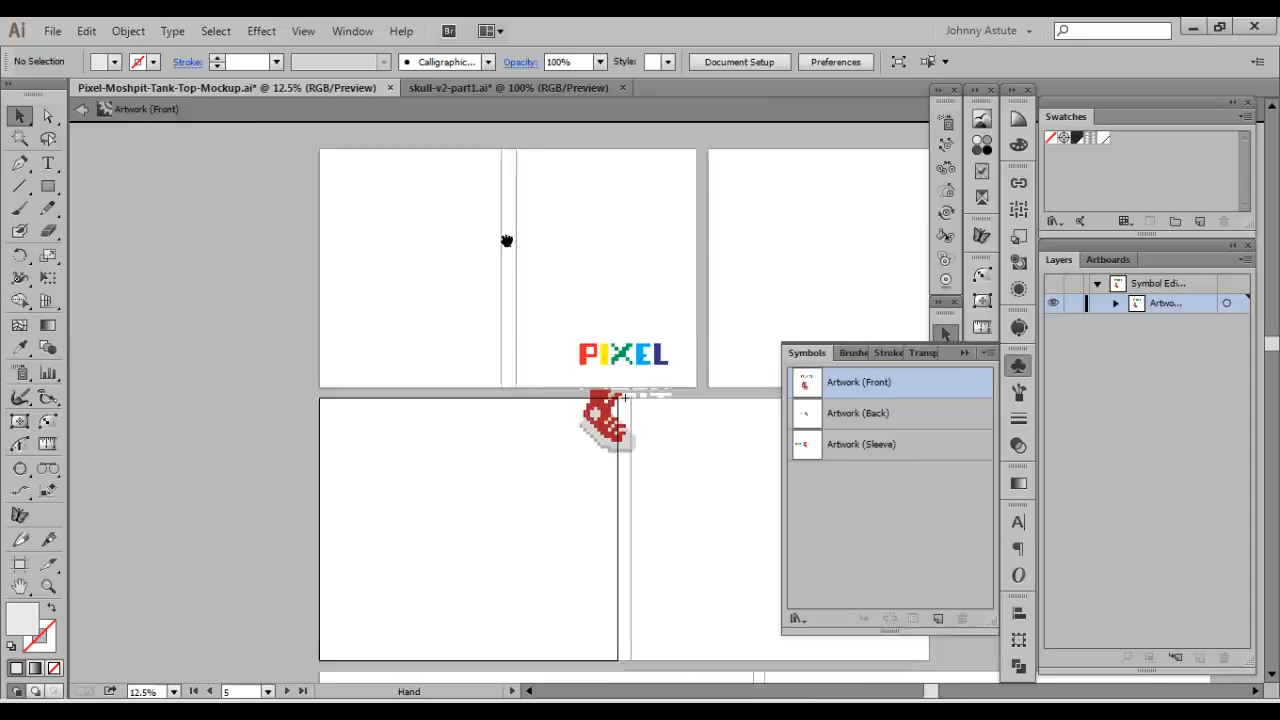 Ai File Edit Object Type Select Effect View Window Help Br Johnny Astute
No Selection Stroke: Calligraphic... Opacity: 100% Style: Document Setup Preferences
Pixel-Moshpit-Tank-Top-Mockup.ai* @ 12.5% (RGB/Preview) × skull-v2-part1.ai* @ 100% (RGB/Preview) ×
Artwork (Front)
Swatches
Layers Artboards
Symbol Edi...
Artwo...
PIXEL
Symbols Brushe Stroke Transp
Artwork (Front)
Artwork (Back)
Artwork (Sleeve)
12.5% 5 Hand